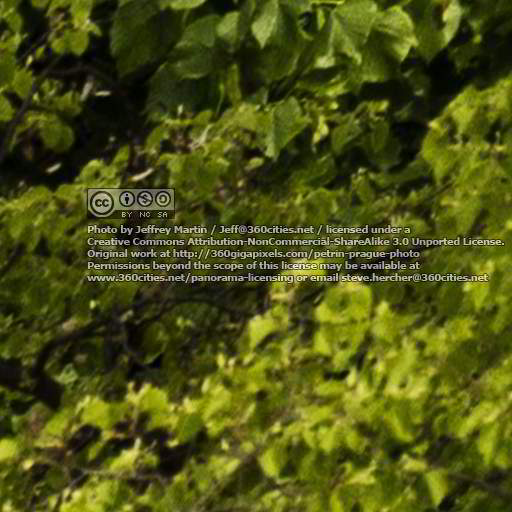 cc
BY NC SA
Photo by Jeffrey Martin / Jeff@360cities.net / licensed under a
Creative Commons Attribution-NonCommercial-ShareAlike 3.0 Unported License.
Original work at http://360gigapixels.com/petrin-prague-photo
Permissions beyond the scope of this license may be available at
www.360cities.net/panorama-licensing or email steve.hercher@360cities.net